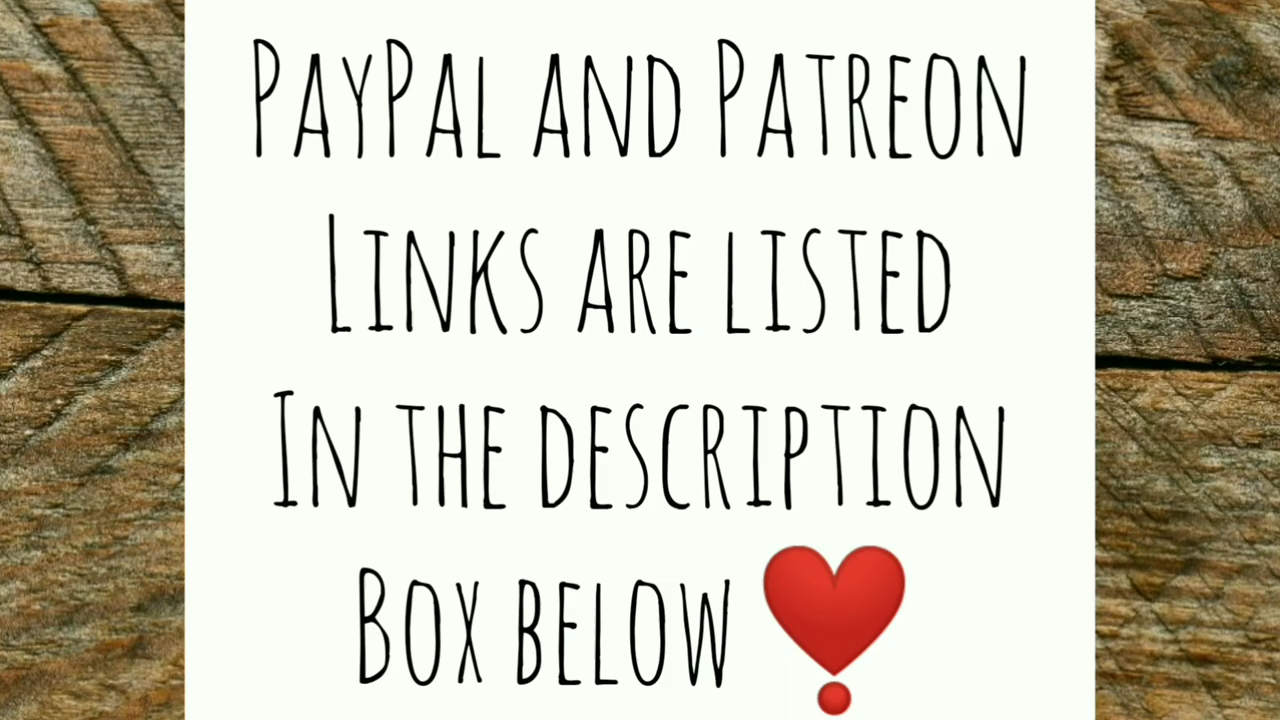 PayPal and Patreon
Links are listed
In the description
Box below ❣